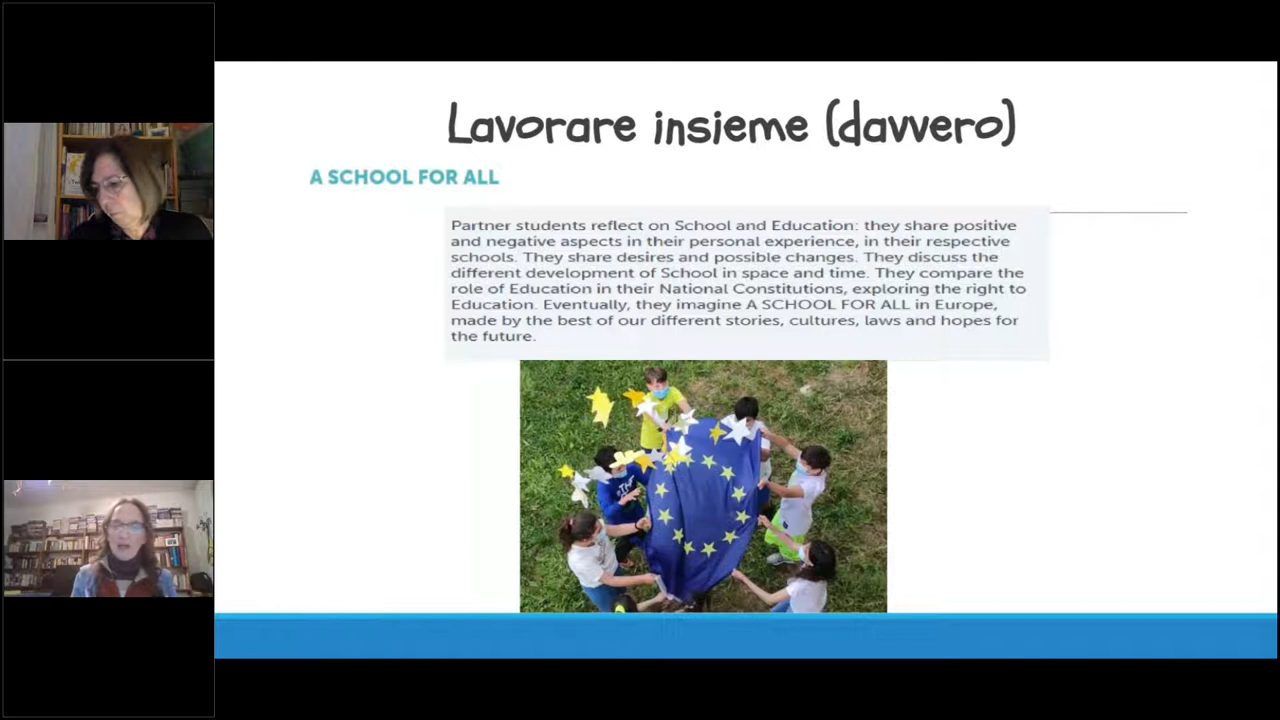 Lavorare insieme (davvero)
A SCHOOL FOR ALL
Partner students reflect on School and Education: they share positive
and negative aspects in their personal experience, in their respective
schools. They share desires and possible changes. They discuss the
different development of School in space and time. They compare the
role of Education in their National Constitutions, exploring the right to
Education. Eventually, they imagine A SCHOOL FOR ALL in Europe,
made by the best of our different stories, cultures, laws and hopes for
the future.